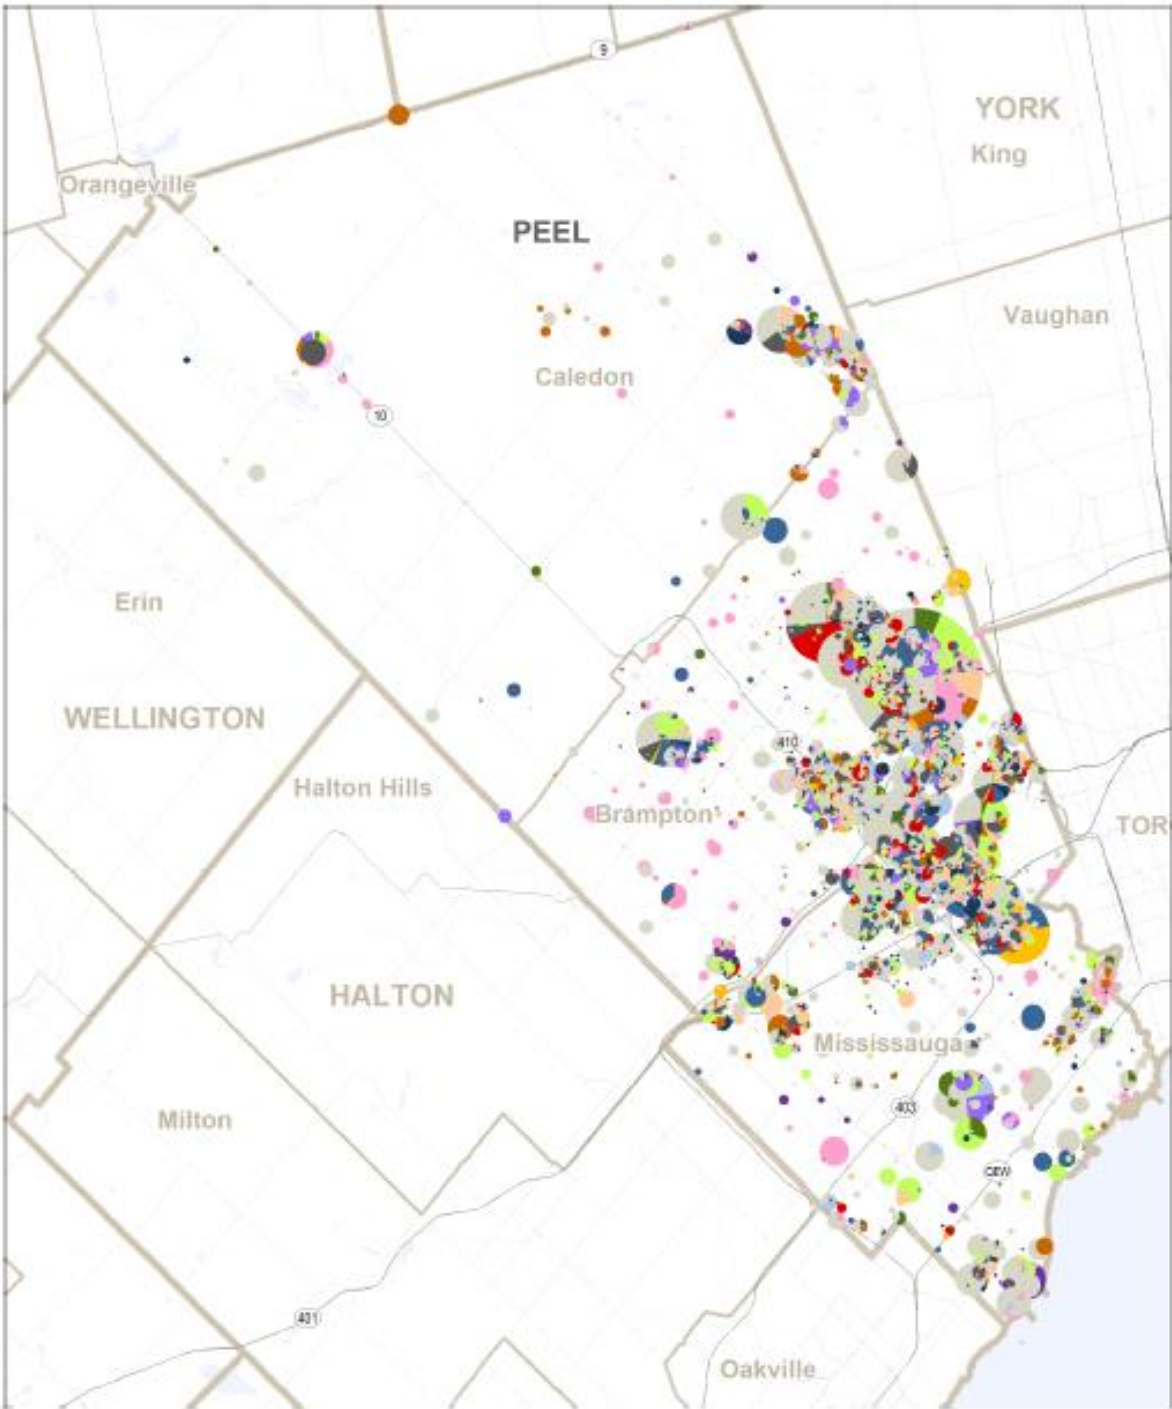 9
YORK
King
Orangeville
PEEL
Vaughan
Caledon
10
Erin
WELLINGTON
410
Halton Hills
Brampton
TOR
HALTON
Mississauga
Milton
403
QEW
401
Oakville